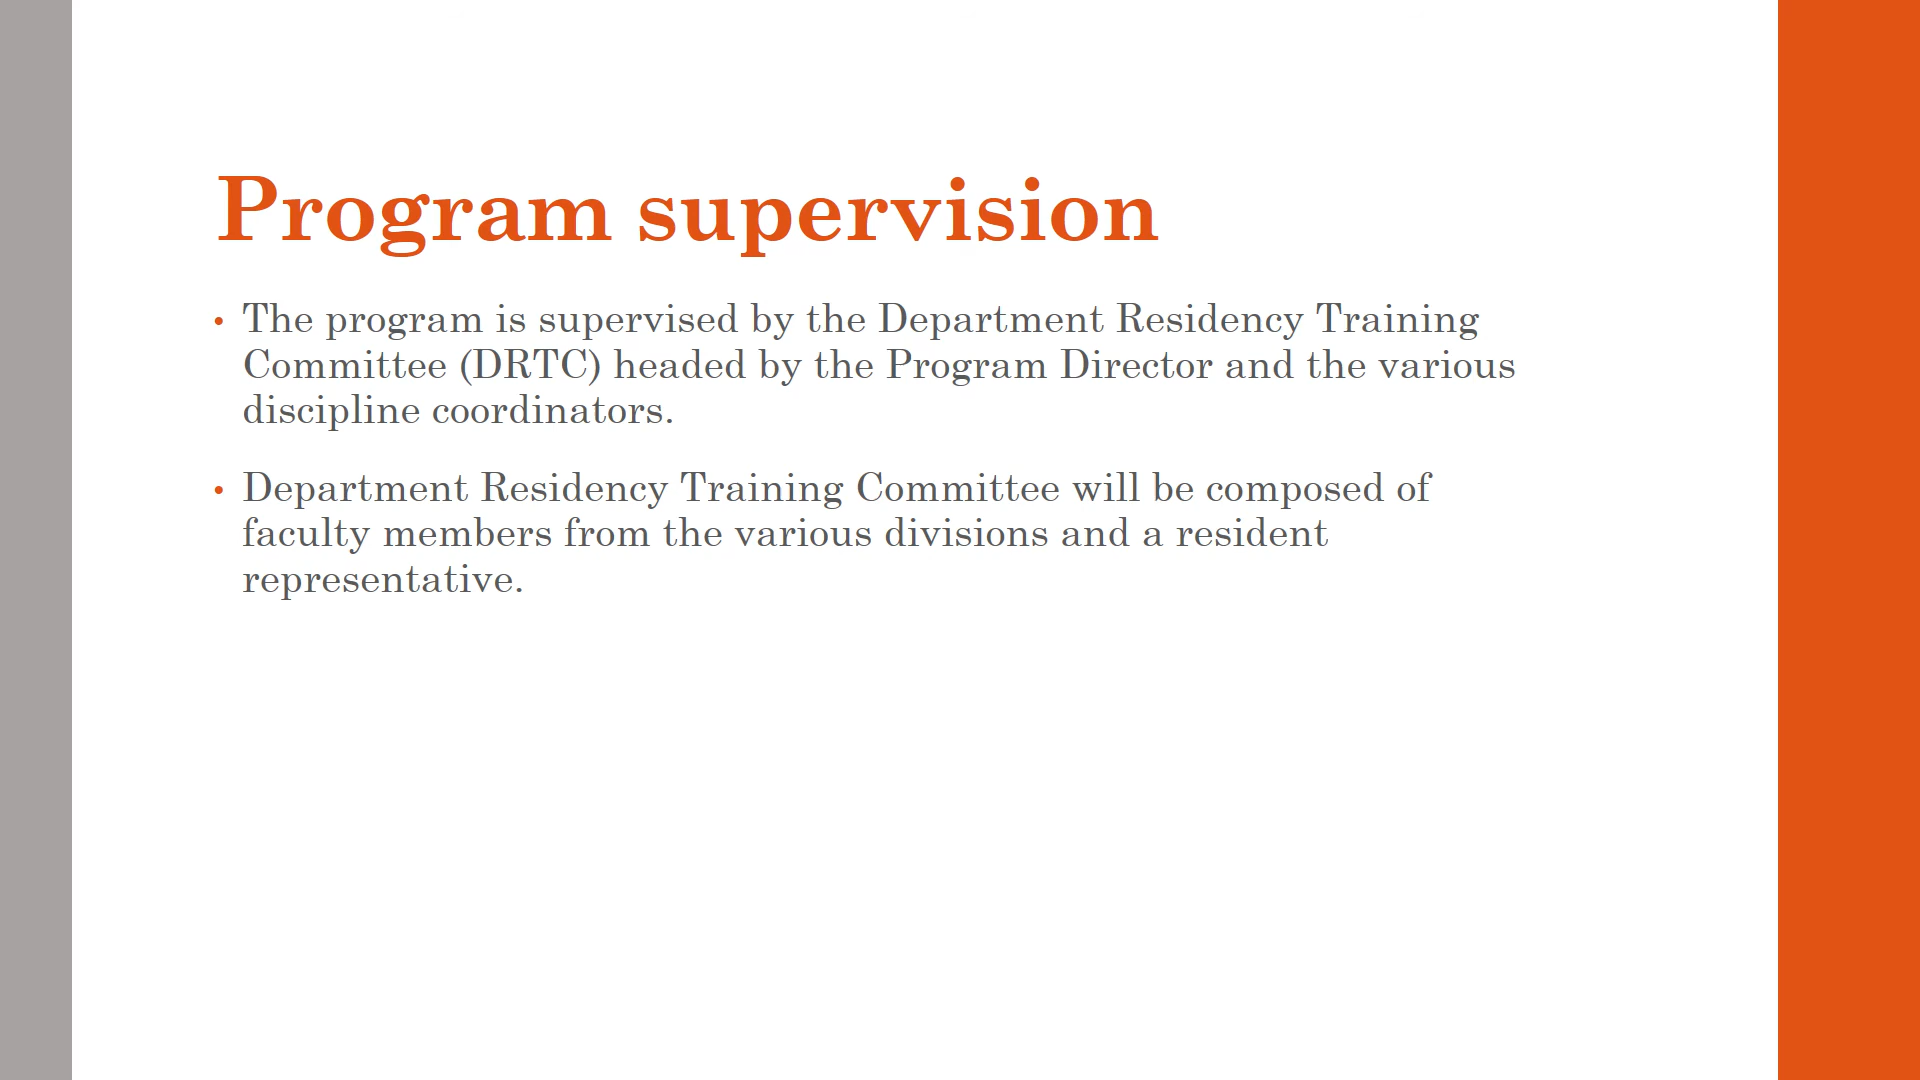 Program supervision
• The program is supervised by the Department Residency Training
Committee (DRTC) headed by the Program Director and the various
discipline coordinators.
• Department Residency Training Committee will be composed of
faculty members from the various divisions and a resident
representative.